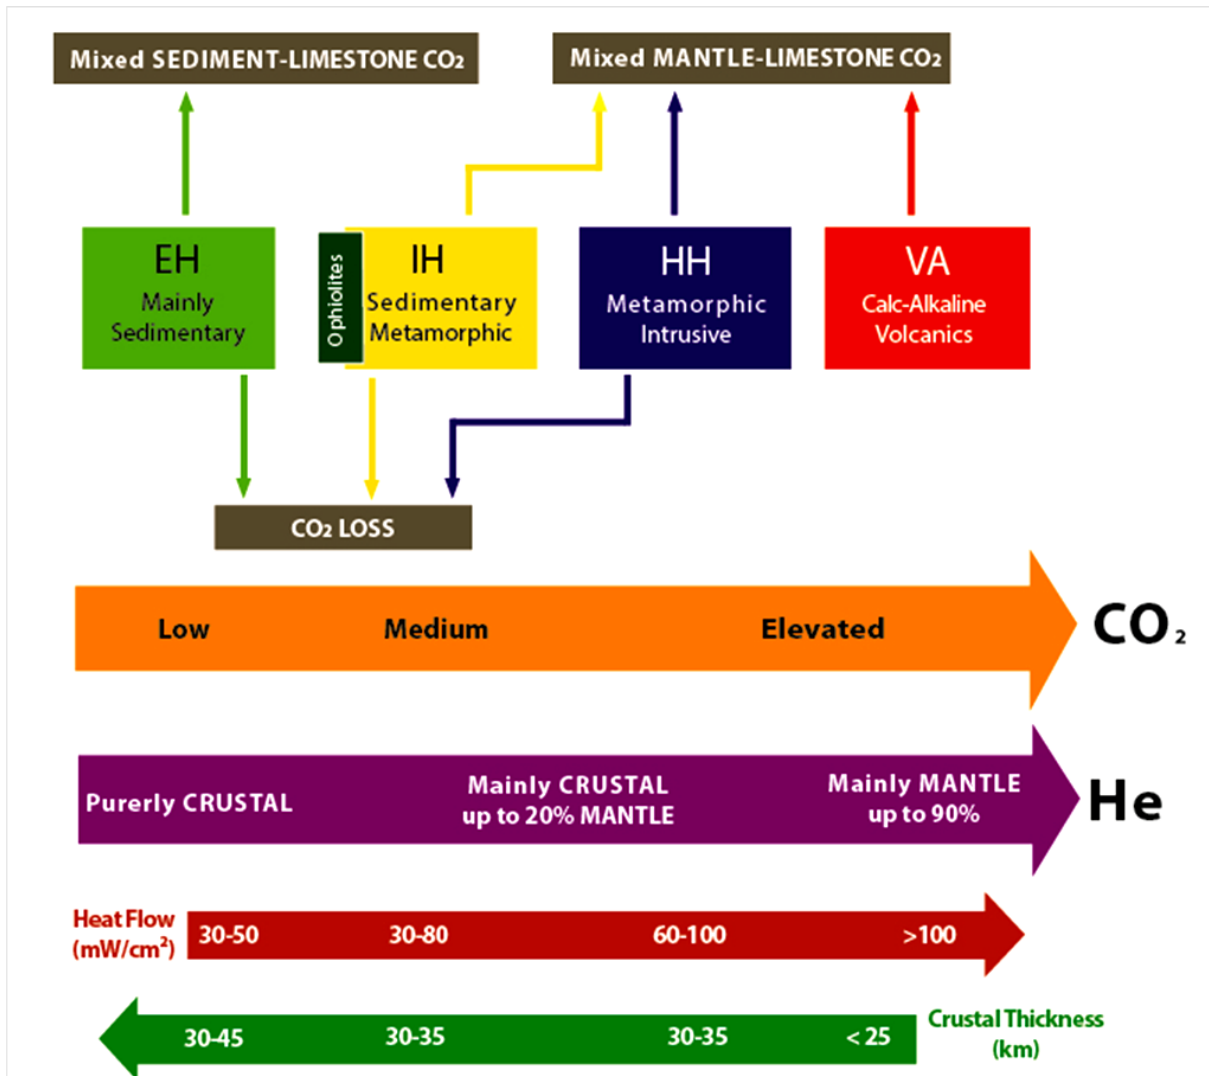 Mixed SEDIMENT-LIMESTONE CO₂
Mixed MANTLE-LIMESTONE CO₂
EH
Mainly
Sedimentary
Ophiolites
IH
Sedimentary
Metamorphic
HH
Metamorphic
Intrusive
VA
Calc-Alkaline
Volcanics
CO₂ LOSS
Low
Medium
Elevated
CO₂
Purerly CRUSTAL
Mainly CRUSTAL
up to 20% MANTLE
Mainly MANTLE
up to 90%
He
Heat Flow
(mW/cm²)
30-50
30-80
60-100
>100
30-45
30-35
30-35
< 25
Crustal Thickness
(km)